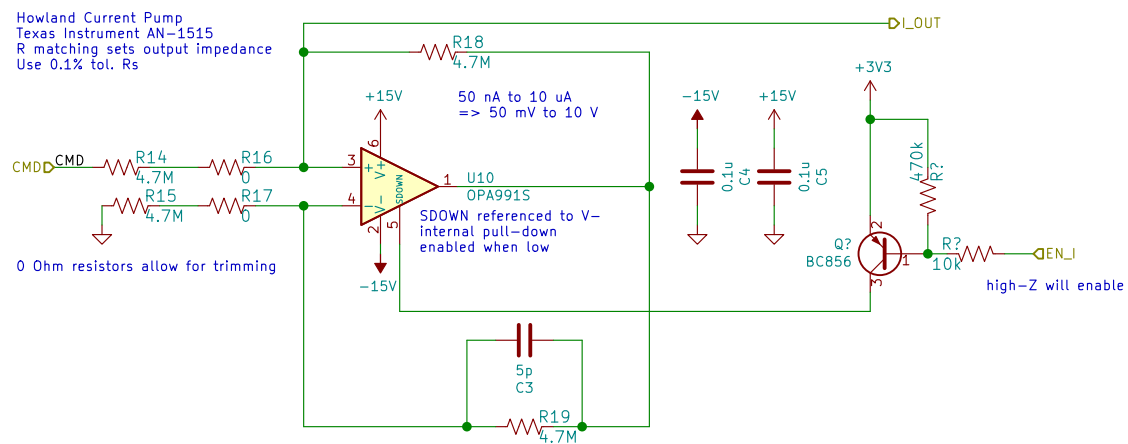 Howland Current Pump
Texas Instrument AN-1515
R matching sets output impedance
Use 0.1% tol. Rs
I_OUT
R18
4.7M
50 nA to 10 uA
=> 50 mV to 10 V
+15V
-15V
+15V
+3V3
CMD
CMD
R14
4.7M
R16
0
R15
4.7M
R17
0
3
4
6
2
5
1
+
-
V+
V-
SDOWN
U10
OPA991S
-15V
SDOWN referenced to V-
internal pull-down
enabled when low
0.1u
C4
0.1u
C5
470k
R?
Q?
BC856
2
1
3
R?
10k
EN_I
high-Z will enable
0 Ohm resistors allow for trimming
5p
C3
R19
4.7M